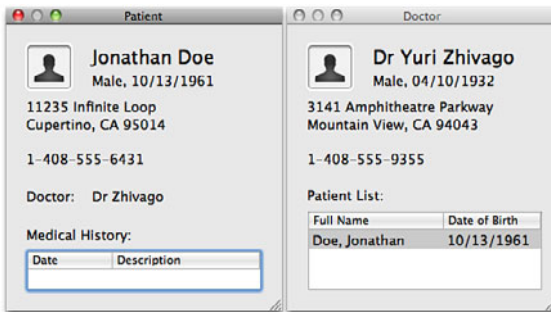 Patient
Jonathan Doe
Male, 10/13/1961
11235 Infinite Loop
Cupertino, CA 95014
1-408-555-6431
Doctor: Dr Zhivago
Medical History:
Date Description
Doctor
Dr Yuri Zhivago
Male, 04/10/1932
3141 Amphitheatre Parkway
Mountain View, CA 94043
1-408-555-9355
Patient List:
Full Name Date of Birth
Doe, Jonathan 10/13/1961